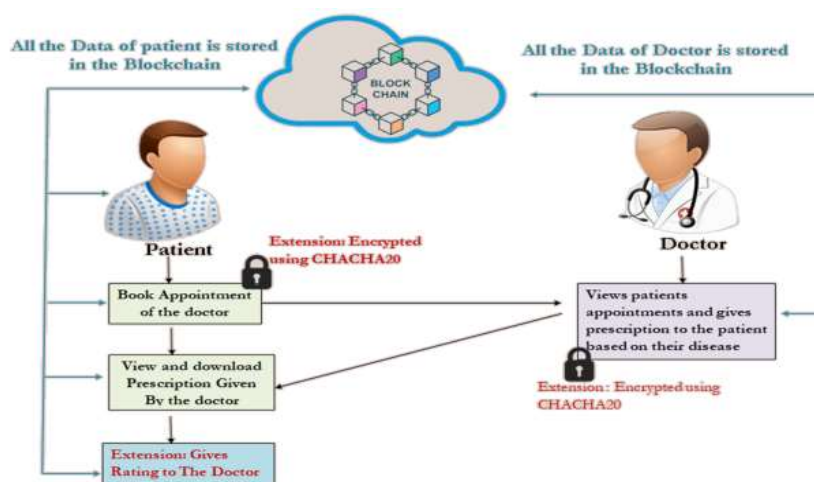 All the Data of patient is stored
in the Blockchain
All the Data of Doctor is stored
in the Blockchain
BLOCK
CHAIN
Patient
Doctor
Extension: Encrypted
using CHACHA20
Book Appointment
of the doctor
Views patients
appointments and gives
prescription to the patient
based on their disease
View and download
Prescription Given
By the doctor
Extension : Encrypted using
CHACHA20
Extension: Gives
Rating to The Doctor